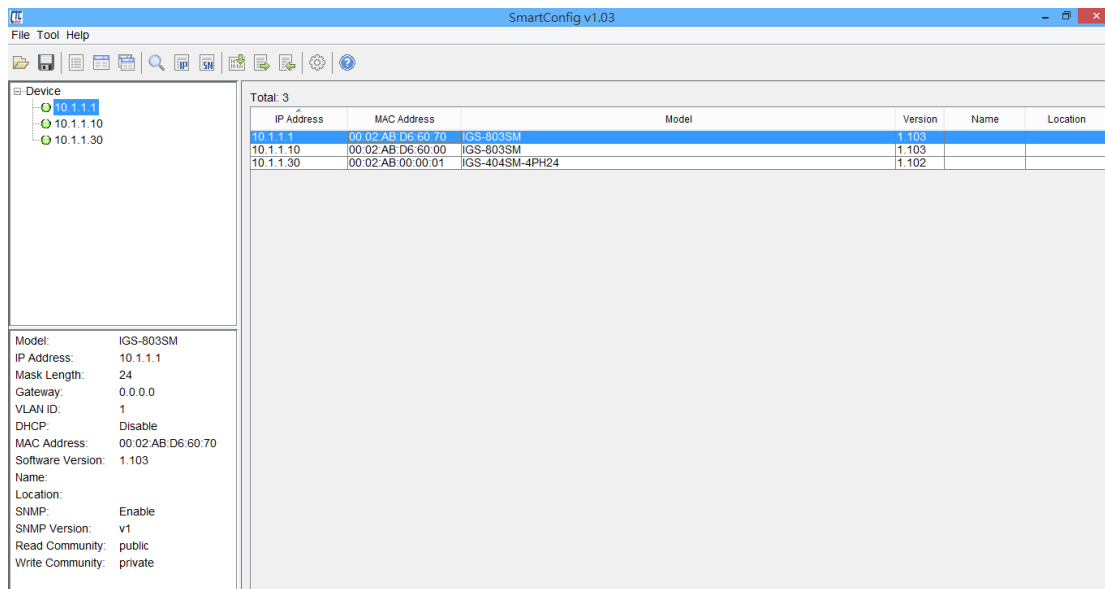 SmartConfig v1.03
File Tool Help
IP SN
Device
10.1.1.1
10.1.1.10
10.1.1.30
Total: 3
IP Address MAC Address Model Version Name Location
10.1.1.1 00:02:AB:D6:60:70 IGS-803SM 1.103
10.1.1.10 00:02:AB:D6:60:00 IGS-803SM 1.103
10.1.1.30 00:02:AB:00:00:01 IGS-404SM-4PH24 1.102
Model: IGS-803SM
IP Address: 10.1.1.1
Mask Length: 24
Gateway: 0.0.0.0
VLAN ID: 1
DHCP: Disable
MAC Address: 00:02:AB:D6:60:70
Software Version: 1.103
Name:
Location:
SNMP: Enable
SNMP Version: v1
Read Community: public
Write Community: private